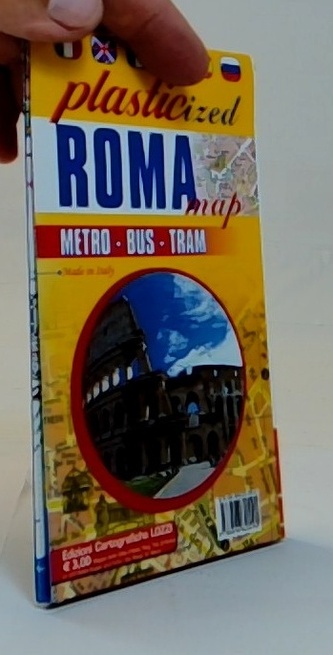 plasticized
ROMA
map
METRO • BUS • TRAM
Made in Italy
Edizioni Cartografiche LOZZI
€ 3,00